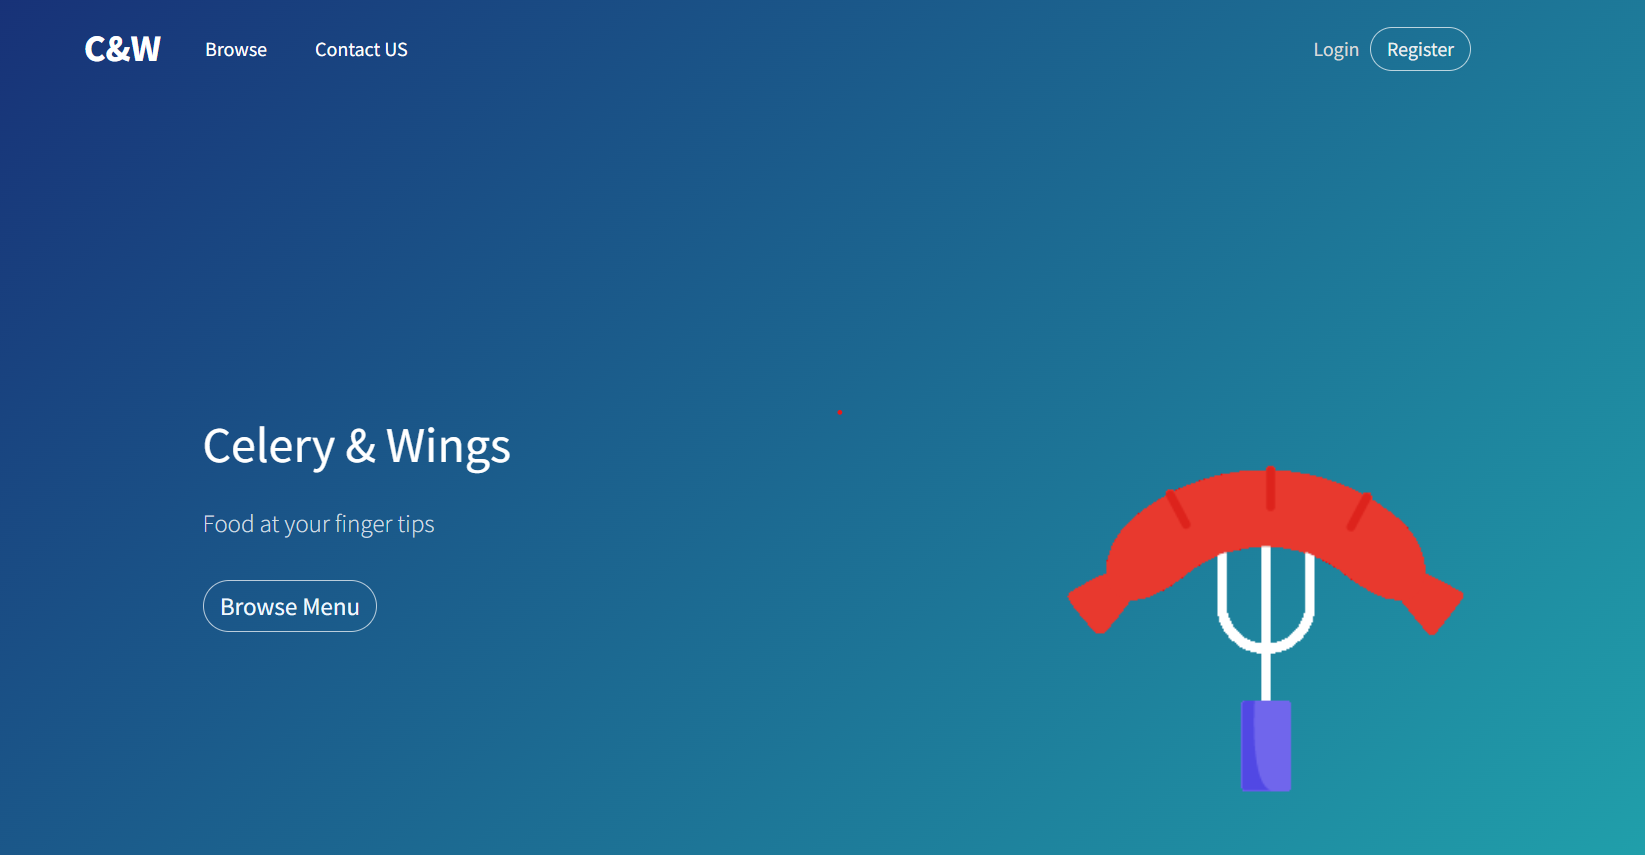 C&W Browse Contact US Login Register
Celery & Wings
Food at your finger tips
Browse Menu